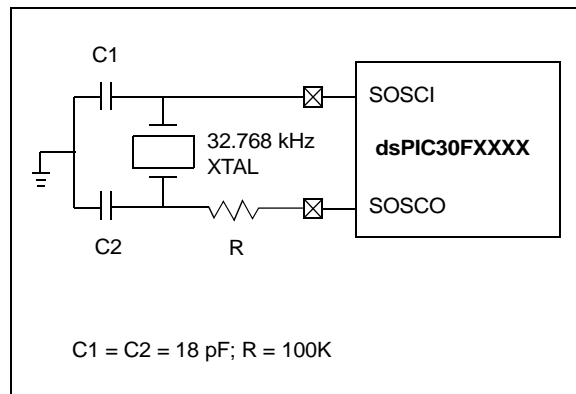 C1
SOSCI
32.768 kHz
XTAL
dsPIC30FXXXX
SOSCO
C2
R
C1 = C2 = 18 pF; R = 100K